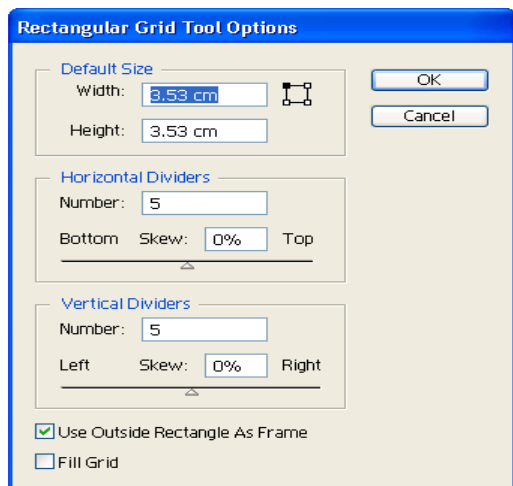 Rectangular Grid Tool Options
Default Size
OK
Width: 3.53 cm
Cancel
Height: 3.53 cm
Horizontal Dividers
Number: 5
Bottom Skew: 0% Top
Vertical Dividers
Number: 5
Left Skew: 0% Right
Use Outside Rectangle As Frame
Fill Grid